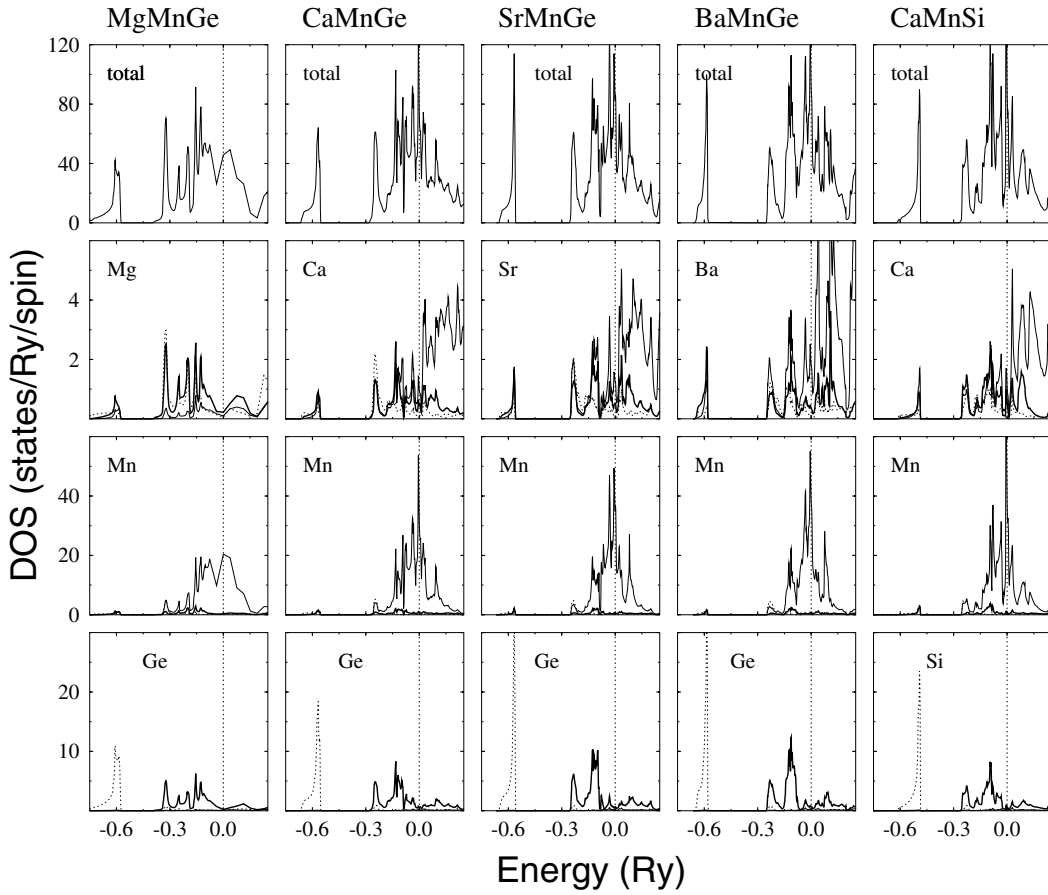 MgMnGe CaMnGe SrMnGe BaMnGe CaMnSi
120 total total total total total
80
40
0
Mg Ca Sr Ba Ca
4
2
Mn Mn Mn Mn Mn
40
20
0
Ge Ge Ge Ge Si
20
10
-0.6 -0.3 0.0 -0.6 -0.3 0.0 -0.6 -0.3 0.0 -0.6 -0.3 0.0 -0.6 -0.3 0.0
Energy (Ry)
DOS (states/Ry/spin)